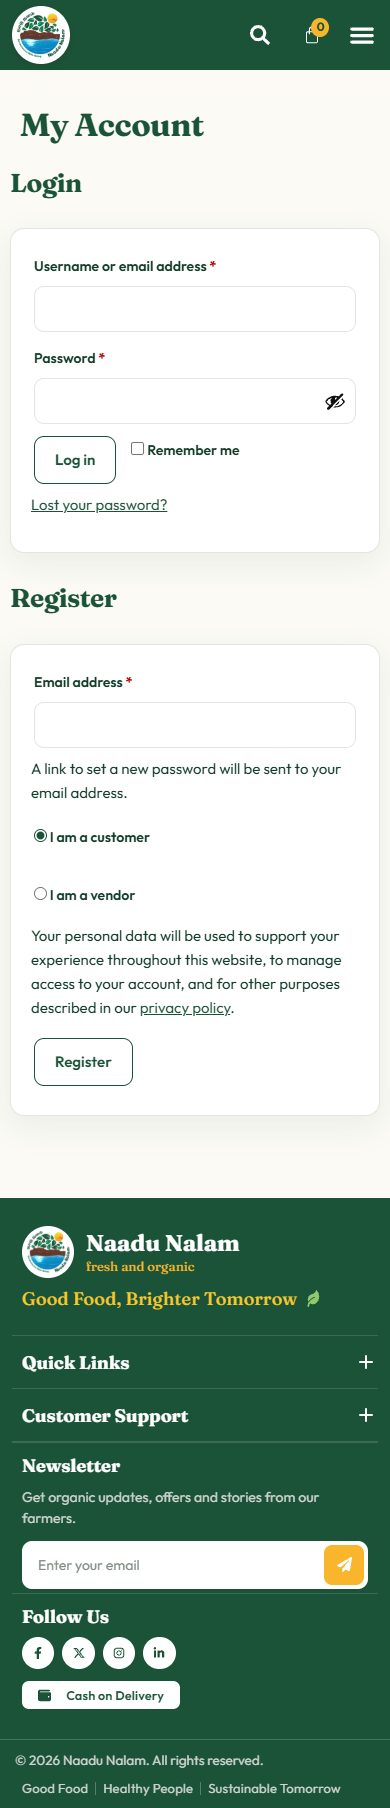 0
My Account
Login
Username or email address *
Password *
Log in
Remember me
Lost your password?
Register
Email address *
A link to set a new password will be sent to your
email address.
I am a customer
I am a vendor
Your personal data will be used to support your
experience throughout this website, to manage
access to your account, and for other purposes
described in our privacy policy.
Register
Naadu Nalam
fresh and organic
Good Food, Brighter Tomorrow
Quick Links
Customer Support
Newsletter
Get organic updates, offers and stories from our
farmers.
Enter your email
Follow Us
Cash on Delivery
© 2026 Naadu Nalam. All rights reserved.
Good Food | Healthy People | Sustainable Tomorrow